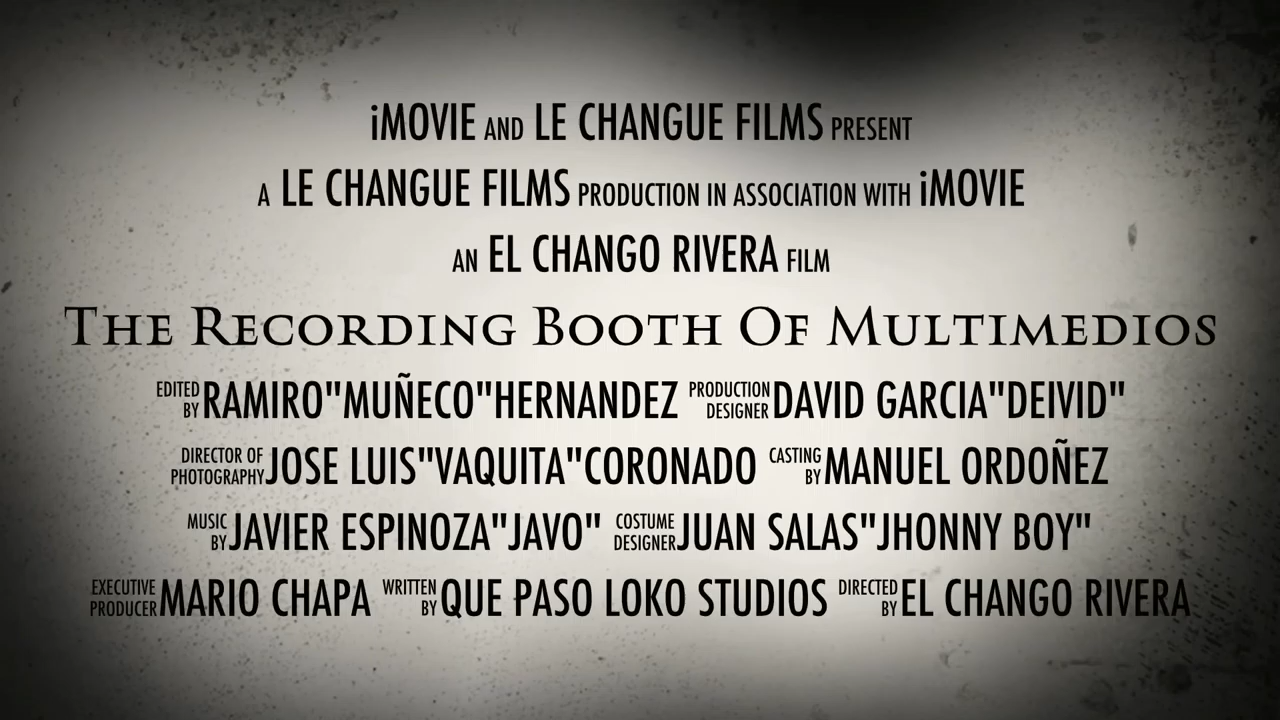 iMOVIE AND LE CHANGUE FILMS PRESENT
A LE CHANGUE FILMS PRODUCTION IN ASSOCIATION WITH iMOVIE
AN EL CHANGO RIVERA FILM
THE RECORDING BOOTH OF MULTIMEDIOS
EDITED BY RAMIRO"MUÑECO"HERNANDEZ PRODUCTION DESIGNER DAVID GARCIA"DEIVID"
DIRECTOR OF PHOTOGRAPHY JOSE LUIS"VAQUITA"CORONADO CASTING BY MANUEL ORDOÑEZ
MUSIC BY JAVIER ESPINOZA"JAVO" COSTUME DESIGNER JUAN SALAS"JHONNY BOY"
EXECUTIVE PRODUCER MARIO CHAPA WRITTEN BY QUE PASO LOKO STUDIOS DIRECTED BY EL CHANGO RIVERA